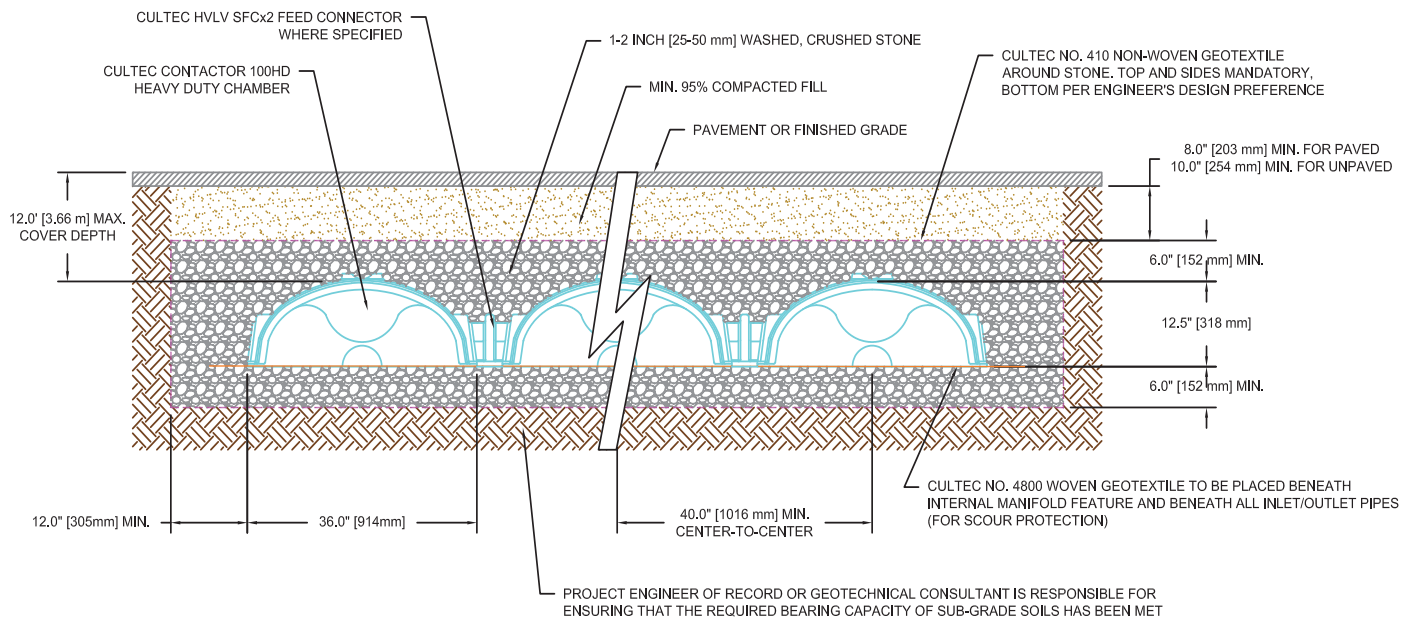 CULTEC HVLV SFCx2 FEED CONNECTOR
WHERE SPECIFIED
1-2 INCH [25-50 mm] WASHED, CRUSHED STONE
CULTEC NO. 410 NON-WOVEN GEOTEXTILE
AROUND STONE. TOP AND SIDES MANDATORY,
BOTTOM PER ENGINEER'S DESIGN PREFERENCE
CULTEC CONTACTOR 100HD
HEAVY DUTY CHAMBER
MIN. 95% COMPACTED FILL
PAVEMENT OR FINISHED GRADE
8.0" [203 mm] MIN. FOR PAVED
10.0" [254 mm] MIN. FOR UNPAVED
12.0' [3.66 m] MAX.
COVER DEPTH
6.0" [152 mm] MIN.
12.5" [318 mm]
6.0" [152 mm] MIN.
CULTEC NO. 4800 WOVEN GEOTEXTILE TO BE PLACED BENEATH
INTERNAL MANIFOLD FEATURE AND BENEATH ALL INLET/OUTLET PIPES
(FOR SCOUR PROTECTION)
12.0" [305mm] MIN.
36.0" [914mm]
40.0" [1016 mm] MIN.
CENTER-TO-CENTER
PROJECT ENGINEER OF RECORD OR GEOTECHNICAL CONSULTANT IS RESPONSIBLE FOR
ENSURING THAT THE REQUIRED BEARING CAPACITY OF SUB-GRADE SOILS HAS BEEN MET